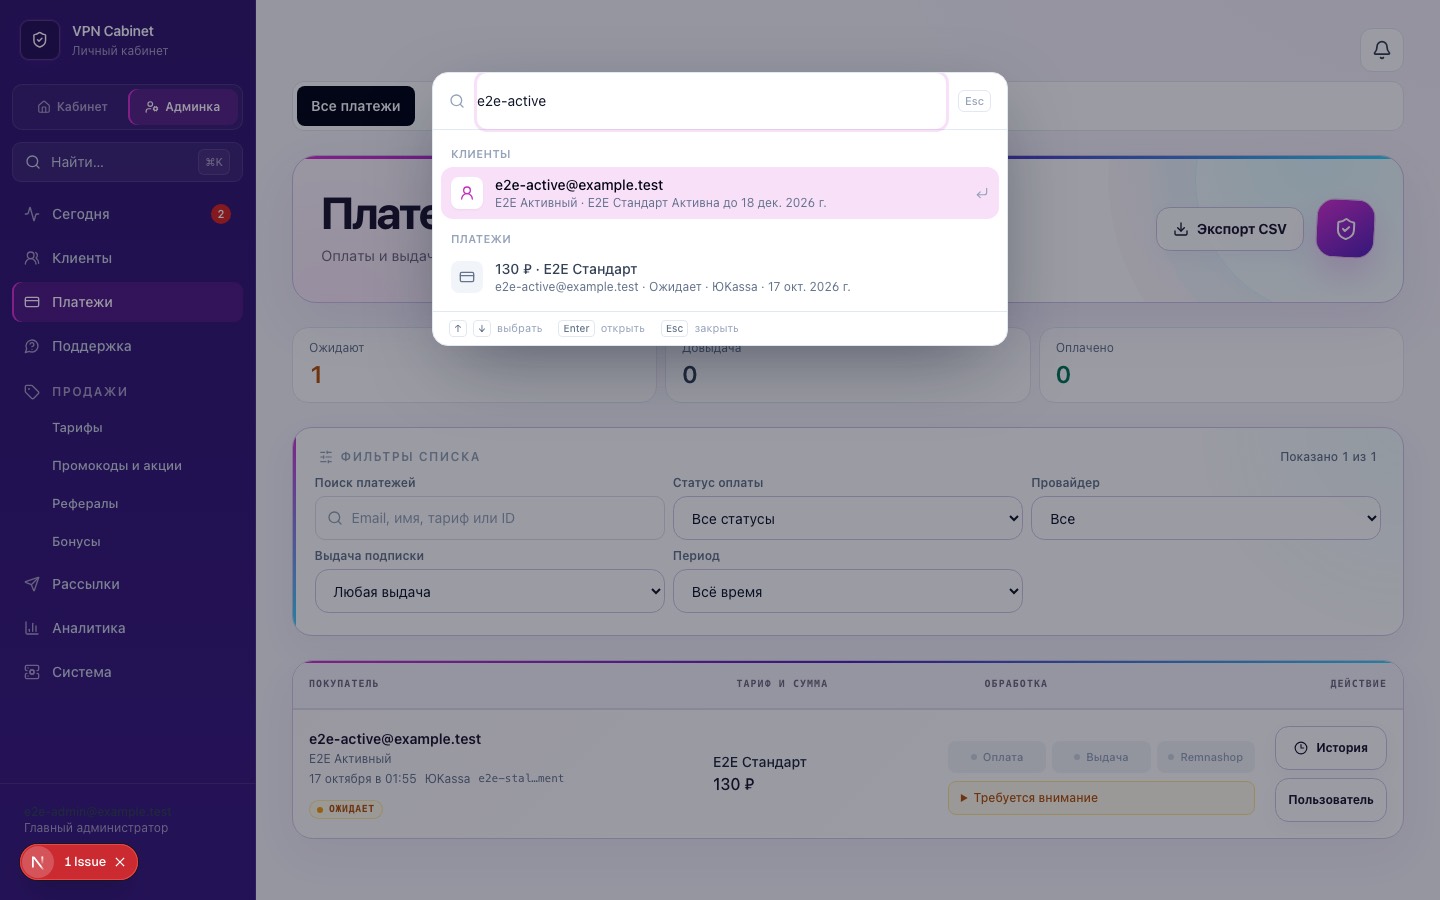 VPN Cabinet
Личный кабинет
Кабинет
Админка
Найти...
⌘K
Сегодня
2
Клиенты
Платежи
Поддержка
ПРОДАЖИ
Тарифы
Промокоды и акции
Рефералы
Бонусы
Рассылки
Аналитика
Система
e2e-admin@example.test
Главный администратор
N
1 Issue
Все платежи
e2e-active
Esc
КЛИЕНТЫ
e2e-active@example.test
E2E Активный · E2E Стандарт Активна до 18 дек. 2026 г.
ПЛАТЕЖИ
130 ₽ · E2E Стандарт
e2e-active@example.test · Ожидает · ЮKassa · 17 окт. 2026 г.
↑ ↓ выбрать Enter открыть Esc закрыть
Экспорт CSV
Ожидают
1
Довыдача
0
Оплачено
0
ФИЛЬТРЫ СПИСКА
Показано 1 из 1
Поиск платежей
Email, имя, тариф или ID
Статус оплаты
Все статусы
Провайдер
Все
Выдача подписки
Любая выдача
Период
Всё время
ПОКУПАТЕЛЬ
ТАРИФ И СУММА
ОБРАБОТКА
ДЕЙСТВИЕ
e2e-active@example.test
E2E Активный
17 октября в 01:55 ЮKassa e2e-stal…ment
ОЖИДАЕТ
E2E Стандарт
130 ₽
Оплата
Выдача
Remnashop
Требуется внимание
История
Пользователь